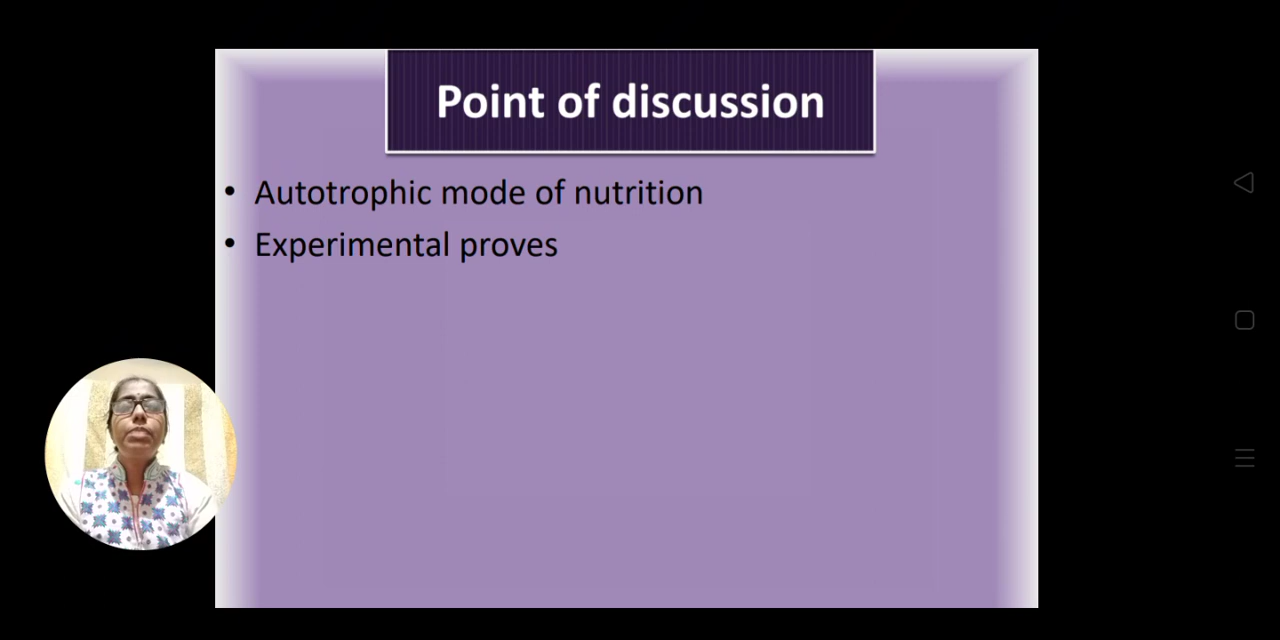 Point of discussion
• Autotrophic mode of nutrition
• Experimental proves